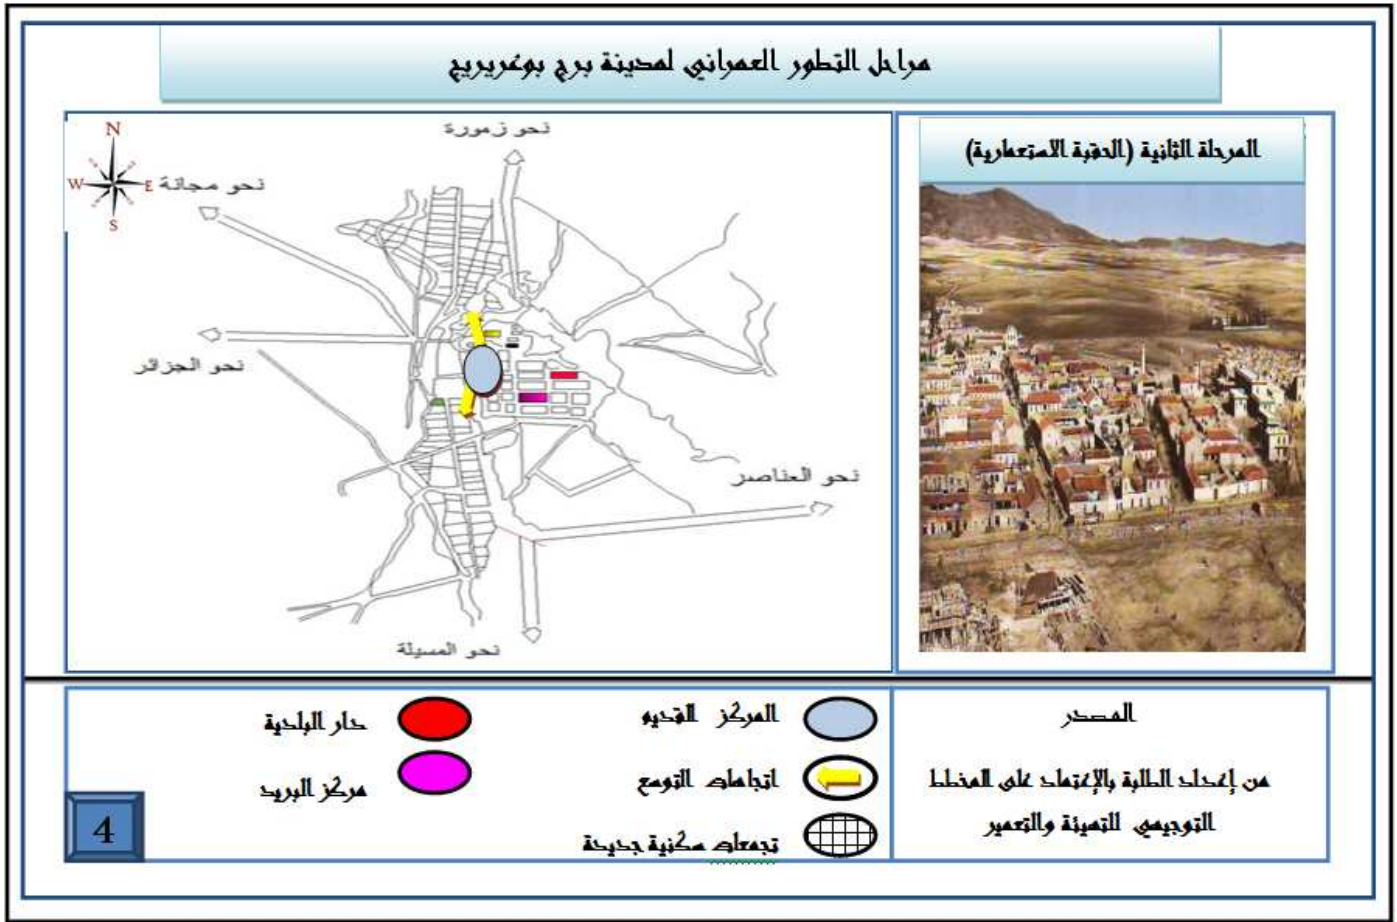 مراحل التطور العمراني لمدينة برج بوعريريج
المرحلة الثانية (الحقبة الاستعمارية)
N
W
E
S
نحو زمورة
نحو مجانة
نحو الجزائر
نحو العناصر
نحو المسيلة
المصدر
من إعداد الطلبة بالإعتماد على المخطط
التوجيهي للتهيئة والتعمير
المركز القديم
اتجاهات التوسع
تجمعات سكنية جديدة
دار البلدية
مركز البريد
4